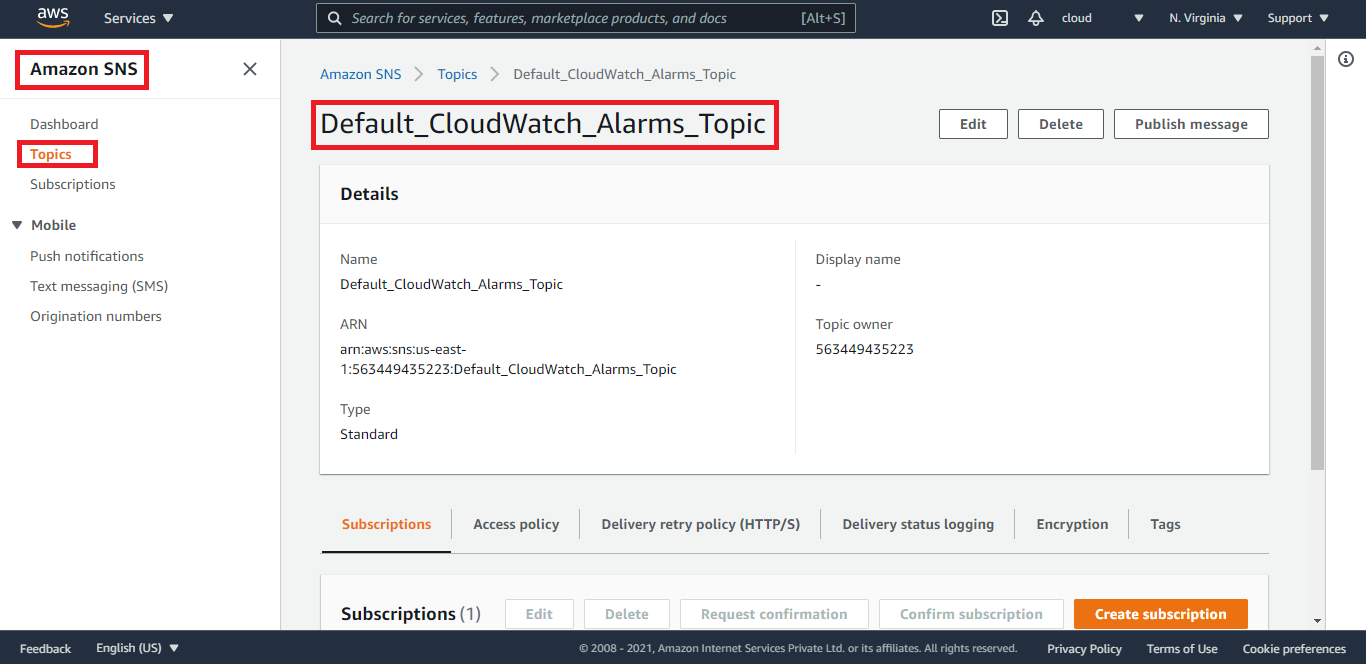 aws
Services
Search for services, features, marketplace products, and docs [Alt+S]
cloud
N. Virginia
Support
Amazon SNS
Dashboard
Topics
Subscriptions
Mobile
Push notifications
Text messaging (SMS)
Origination numbers
Amazon SNS > Topics > Default_CloudWatch_Alarms_Topic
Default_CloudWatch_Alarms_Topic
Edit
Delete
Publish message
Details
Name
Default_CloudWatch_Alarms_Topic
ARN
arn:aws:sns:us-east-
1:563449435223:Default_CloudWatch_Alarms_Topic
Type
Standard
Display name
-
Topic owner
563449435223
Subscriptions
Access policy
Delivery retry policy (HTTP/S)
Delivery status logging
Encryption
Tags
Subscriptions (1)
Edit
Delete
Request confirmation
Confirm subscription
Create subscription
Feedback
English (US)
© 2008 - 2021, Amazon Internet Services Private Ltd. or its affiliates. All rights reserved.
Privacy Policy
Terms of Use
Cookie preferences